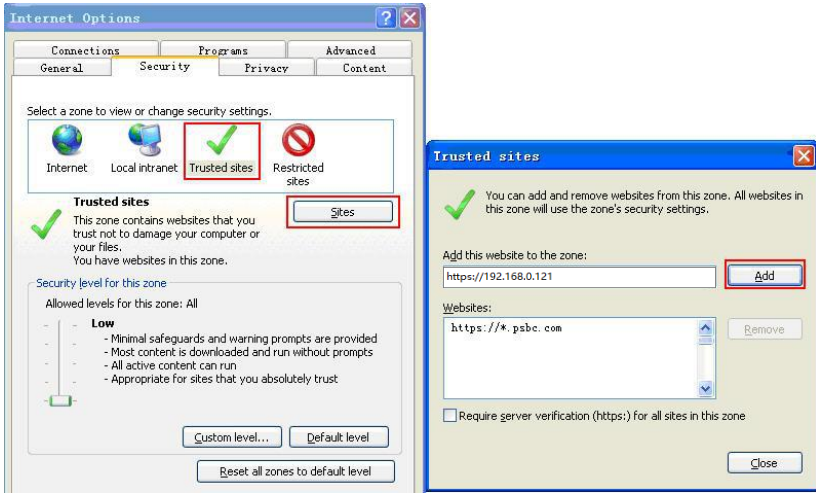 Internet Options
Connections Programs Advanced
General Security Privacy Content
Select a zone to view or change security settings.
Internet Local intranet Trusted sites Restricted
sites
Trusted sites
Sites
This zone contains websites that you
trust not to damage your computer or
your files.
You have websites in this zone.
Security level for this zone
Allowed levels for this zone: All
Low
- Minimal safeguards and warning prompts are provided
- Most content is downloaded and run without prompts
- All active content can run
- Appropriate for sites that you absolutely trust
Custom level... Default level
Reset all zones to default level
Trusted sites
You can add and remove websites from this zone. All websites in
this zone will use the zone's security settings.
Add this website to the zone:
https://192.168.0.121 Add
Websites:
https://*.psbc.com Remove
Require server verification (https:) for all sites in this zone
Close